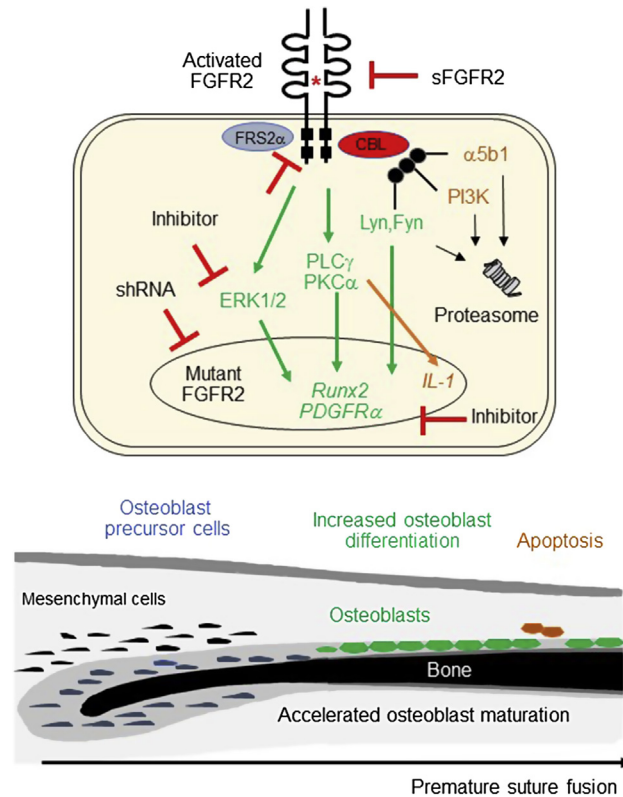 Activated
FGFR2
*
sFGFR2
FRS2α
CBL
α5b1
PI3K
Inhibitor
Lyn,Fyn
PLCγ
PKCα
shRNA
ERK1/2
Proteasome
Mutant
FGFR2
IL-1
Runx2
PDGFRα
Inhibitor
Osteoblast
precursor cells
Increased osteoblast
differentiation
Apoptosis
Mesenchymal cells
Osteoblasts
Bone
Accelerated osteoblast maturation
Premature suture fusion